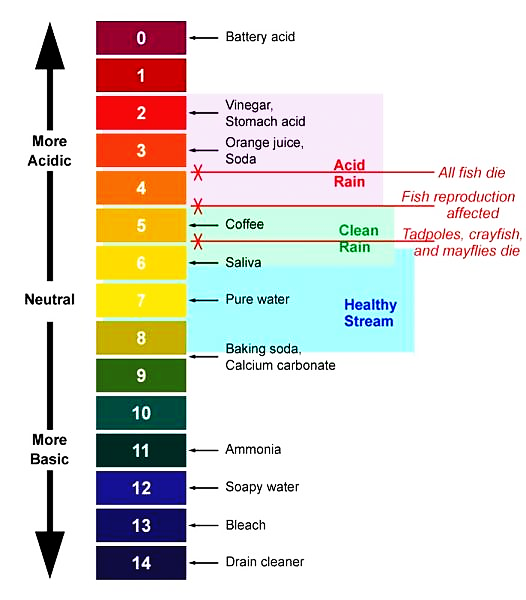 0
Battery acid
1
2
Vinegar,
Stomach acid
More
Acidic
3
Orange juice,
Soda
Acid
Rain
All fish die
4
Fish reproduction
affected
5
Coffee
Clean
Rain
Tadpoles, crayfish,
and mayflies die
6
Saliva
Neutral
7
Pure water
Healthy
Stream
8
Baking soda,
Calcium carbonate
9
10
More
Basic
11
Ammonia
12
Soapy water
13
Bleach
14
Drain cleaner